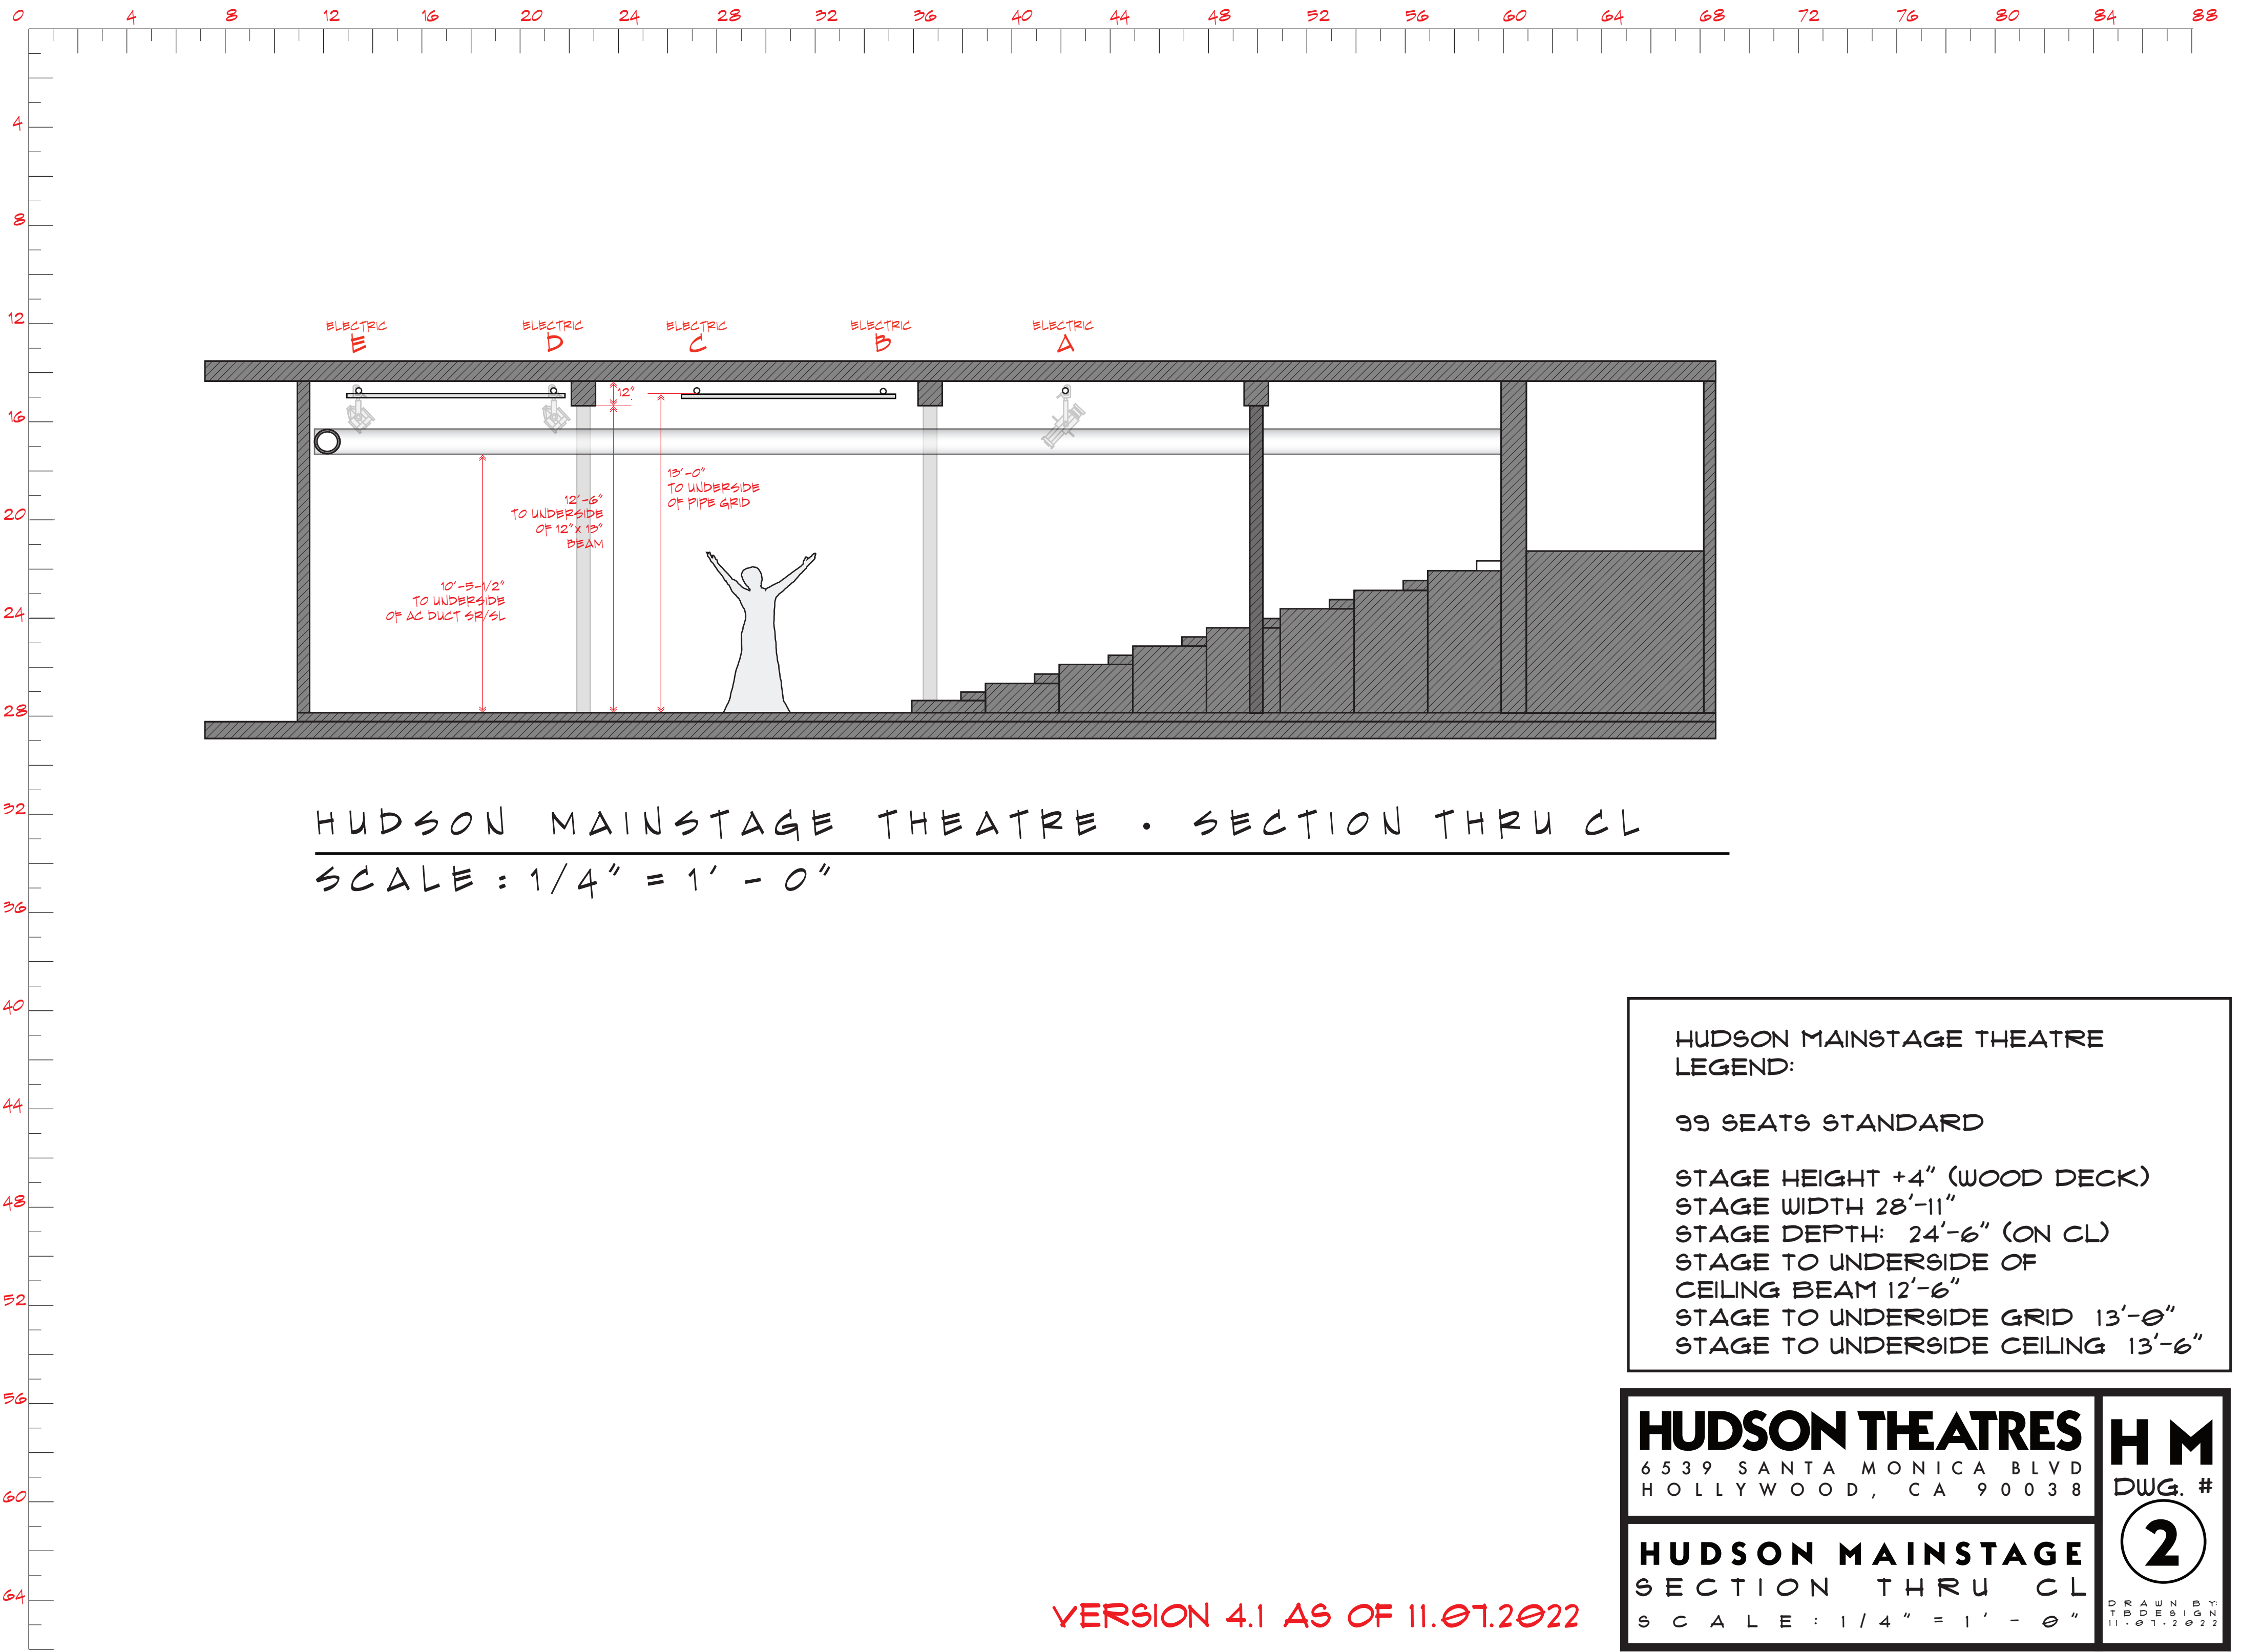 0 4 8 12 16 20 24 28 32 36 40 44 48 52 56 60 64 68 72 76 80 84 88
4
8
12
16
20
24
28
32
36
40
44
48
52
56
60
64
ELECTRIC
E
ELECTRIC
D
ELECTRIC
C
ELECTRIC
B
ELECTRIC
A
12"
13'-0"
TO UNDERSIDE
OF PIPE GRID
12'-6"
TO UNDERSIDE
OF 12"X 13"
BEAM
10'-5-1/2"
TO UNDERSIDE
OF AC DUCT SR/SL
HUDSON MAINSTAGE THEATRE • SECTION THRU CL
SCALE : 1/4" = 1' - 0"
HUDSON MAINSTAGE THEATRE
LEGEND:
99 SEATS STANDARD
STAGE HEIGHT +4" (WOOD DECK)
STAGE WIDTH 28'-11"
STAGE DEPTH: 24'-6" (ON CL)
STAGE TO UNDERSIDE OF
CEILING BEAM 12'-6"
STAGE TO UNDERSIDE GRID 13'-0"
STAGE TO UNDERSIDE CEILING 13'-6"
HUDSON THEATRES
6539 SANTA MONICA BLVD
HOLLYWOOD, CA 90038
HUDSON MAINSTAGE
SECTION THRU CL
SCALE: 1/4" = 1' - 0"
HM
DWG. #
2
DRAWN BY:
TBDESIGN
11.07.2022
VERSION 4.1 AS OF 11.07.2022